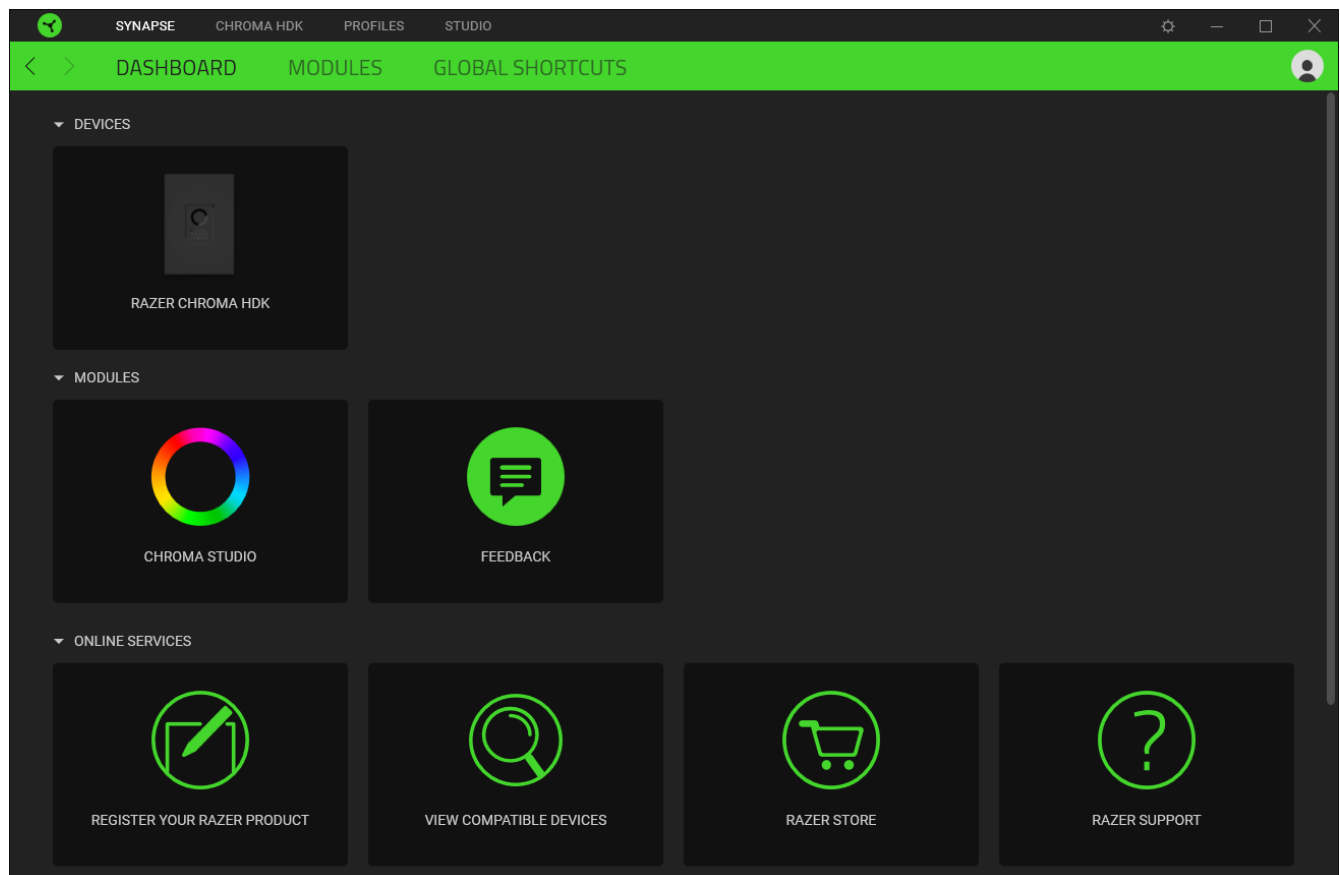 SYNAPSE CHROMA HDK PROFILES STUDIO
DASHBOARD MODULES GLOBAL SHORTCUTS
DEVICES
RAZER CHROMA HDK
MODULES
CHROMA STUDIO FEEDBACK
ONLINE SERVICES
REGISTER YOUR RAZER PRODUCT VIEW COMPATIBLE DEVICES RAZER STORE RAZER SUPPORT